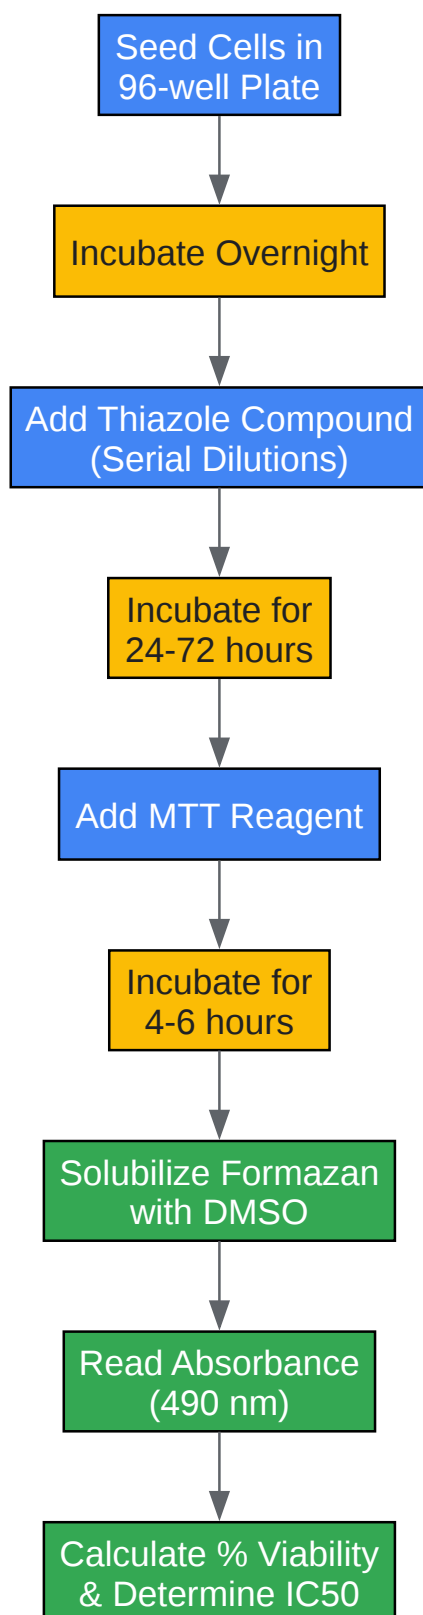 Seed Cells in
96-well Plate
Incubate Overnight
Add Thiazole Compound
(Serial Dilutions)
Incubate for
24-72 hours
Add MTT Reagent
Incubate for
4-6 hours
Solubilize Formazan
with DMSO
Read Absorbance
(490 nm)
Calculate % Viability
& Determine IC50